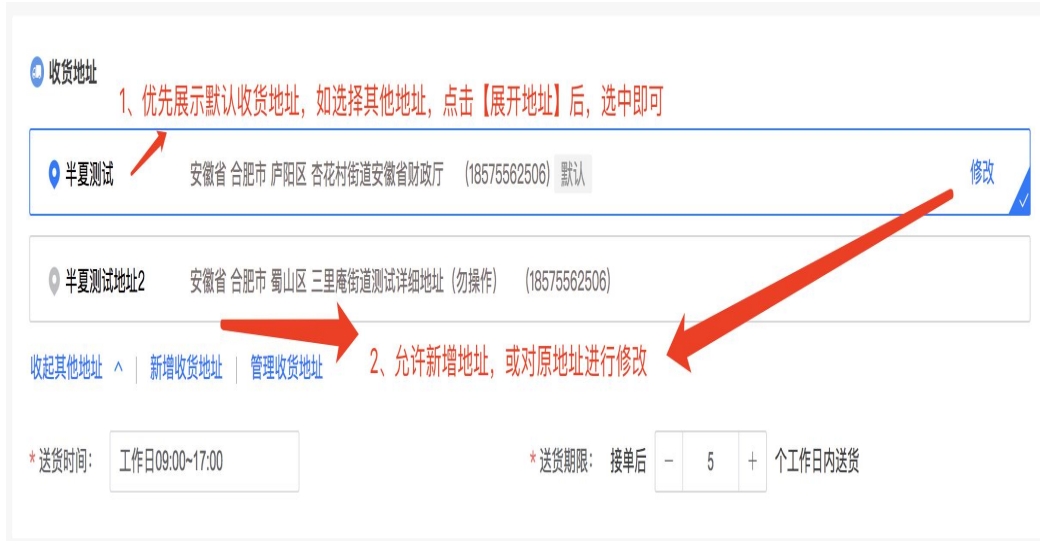 收货地址
1、优先展示默认收货地址，如选择其他地址，点击【展开地址】后，选中即可
半夏测试 安徽省 合肥市 庐阳区 杏花村街道安徽省财政厅 (18575562506) 默认 修改
半夏测试地址2 安徽省 合肥市 蜀山区 三里庵街道测试详细地址（勿操作） (18575562506)
收起其他地址 ^ | 新增收货地址 | 管理收货地址
2、允许新增地址，或对原地址进行修改
* 送货时间： 工作日09:00~17:00 * 送货期限： 接单后 － 5 ＋ 个工作日内送货